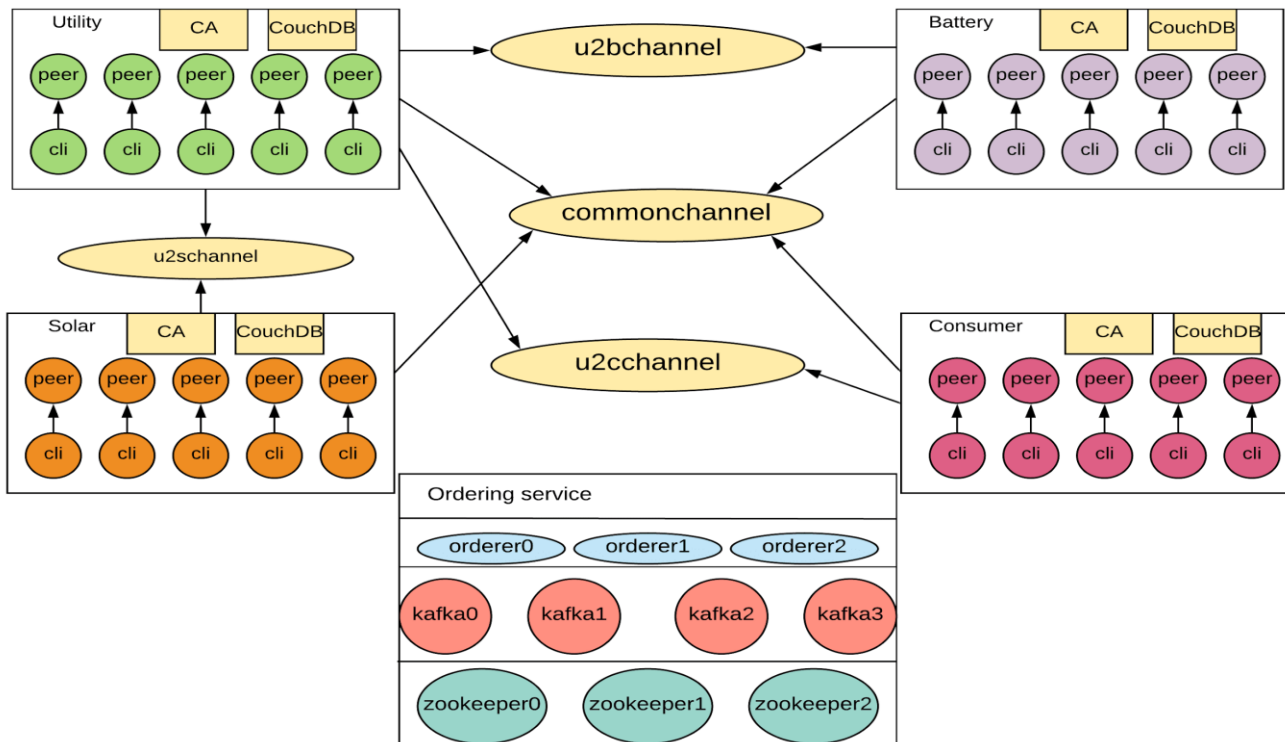 Utility
CA
CouchDB
peer peer peer peer peer
cli cli cli cli cli
u2bchannel
Battery
CA
CouchDB
peer peer peer peer peer
cli cli cli cli cli
commonchannel
u2schannel
Solar
CA
CouchDB
peer peer peer peer peer
cli cli cli cli cli
u2cchannel
Consumer
CA
CouchDB
peer peer peer peer peer
cli cli cli cli cli
Ordering service
orderer0 orderer1 orderer2
kafka0 kafka1 kafka2 kafka3
zookeeper0 zookeeper1 zookeeper2